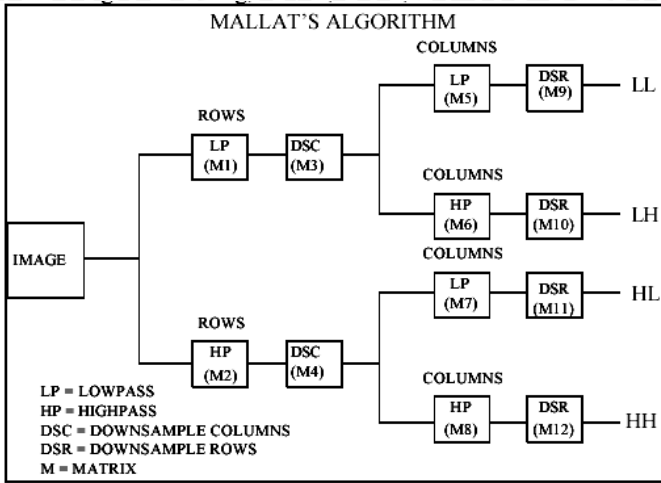 MALLAT'S ALGORITHM
COLUMNS
LP
(M5)
DSR
(M9)
LL
ROWS
LP
(M1)
DSC
(M3)
COLUMNS
HP
(M6)
DSR
(M10)
LH
IMAGE
COLUMNS
LP
(M7)
DSR
(M11)
HL
ROWS
HP
(M2)
DSC
(M4)
COLUMNS
HP
(M8)
DSR
(M12)
HH
LP = LOWPASS
HP = HIGHPASS
DSC = DOWNSAMPLE COLUMNS
DSR = DOWNSAMPLE ROWS
M = MATRIX